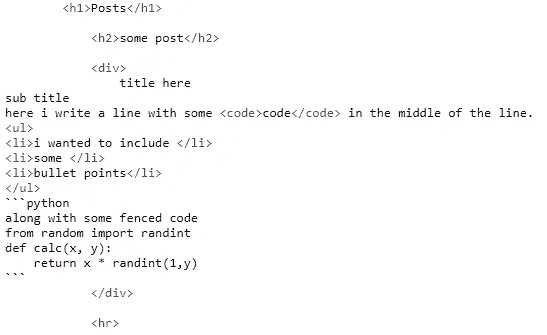 <h1>Posts</h1>
<h2>some post</h2>
<div>
title here
sub title
here i write a line with some <code>code</code> in the middle of the line.
<ul>
<li>i wanted to include </li>
<li>some </li>
<li>bullet points</li>
</ul>
```python
along with some fenced code
from random import randint
def calc(x, y):
    return x * randint(1,y)
```
</div>
<hr>